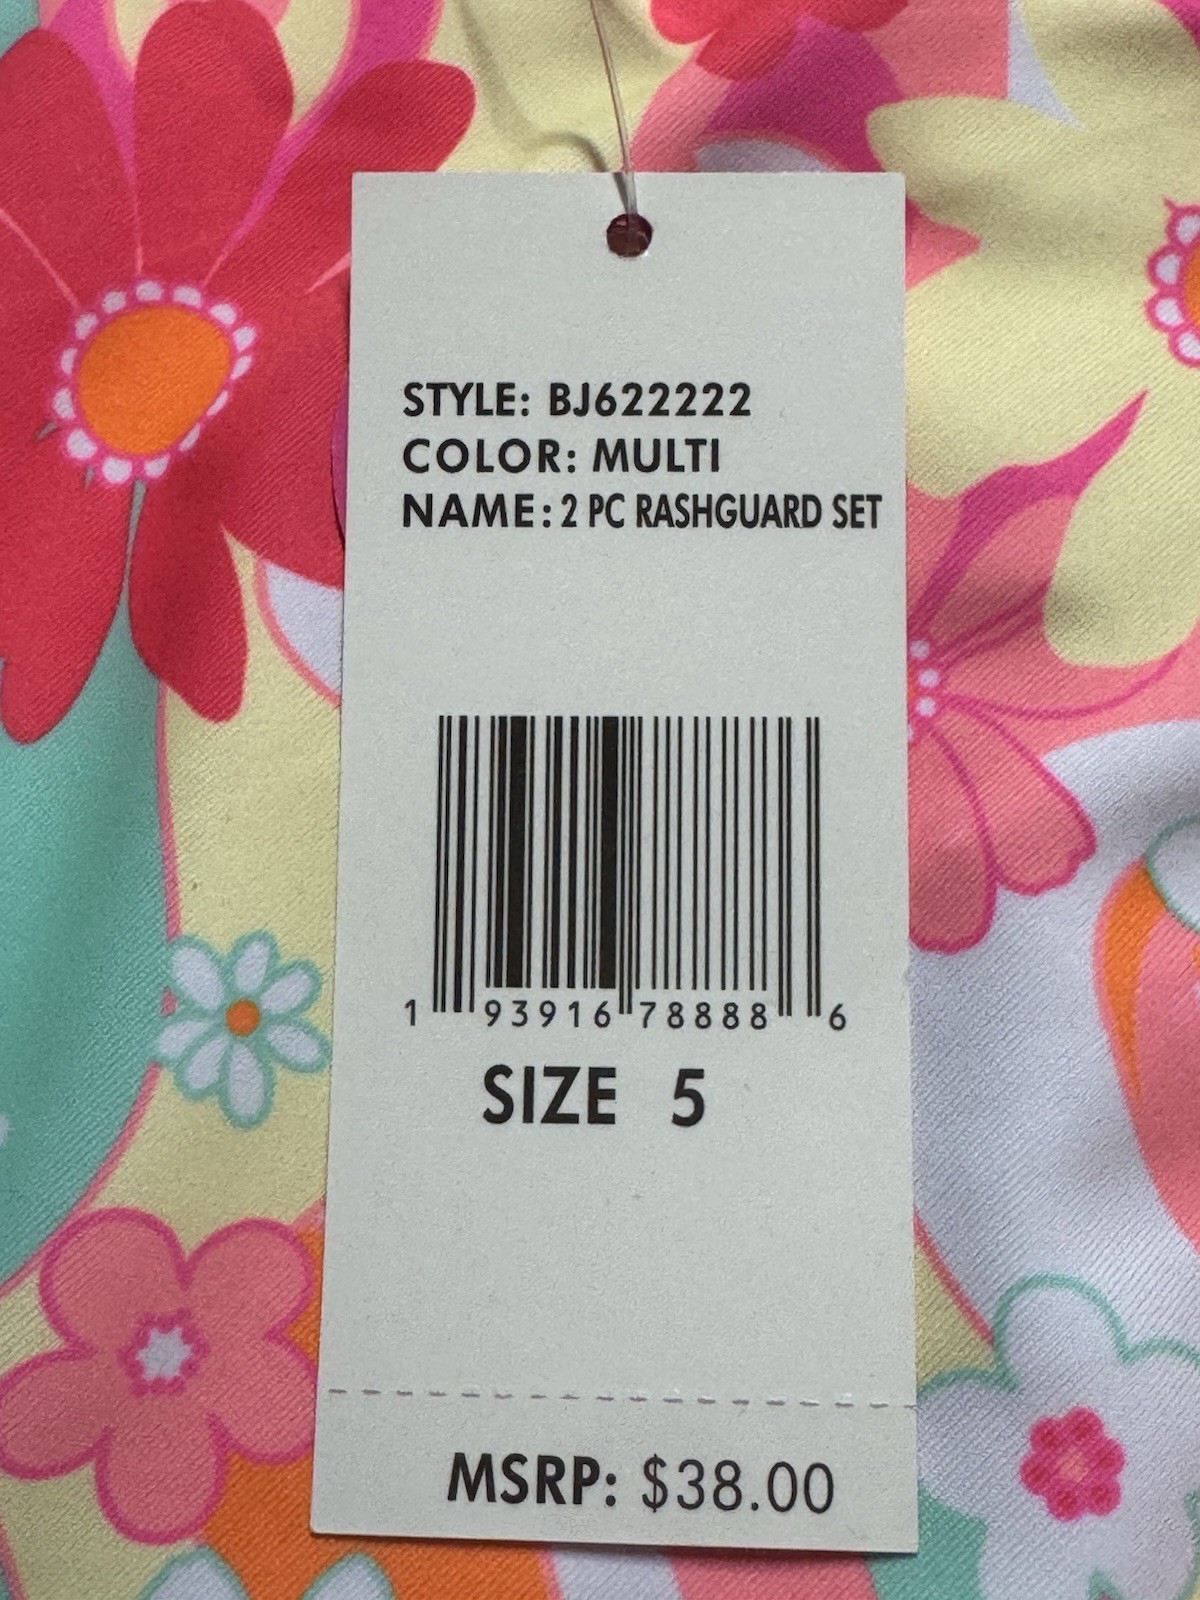 STYLE: BJ622222
COLOR: MULTI
NAME: 2 PC RASHGUARD SET
1 93916 78888 6
SIZE 5
MSRP: $38.00